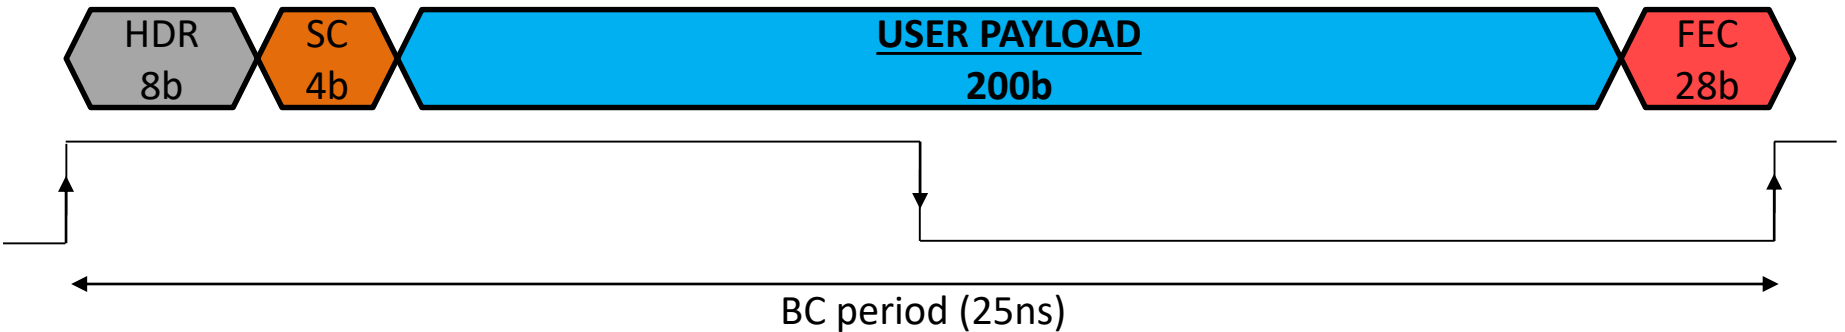 HDR
8b
SC
4b
USER PAYLOAD
200b
FEC
28b
BC period (25ns)